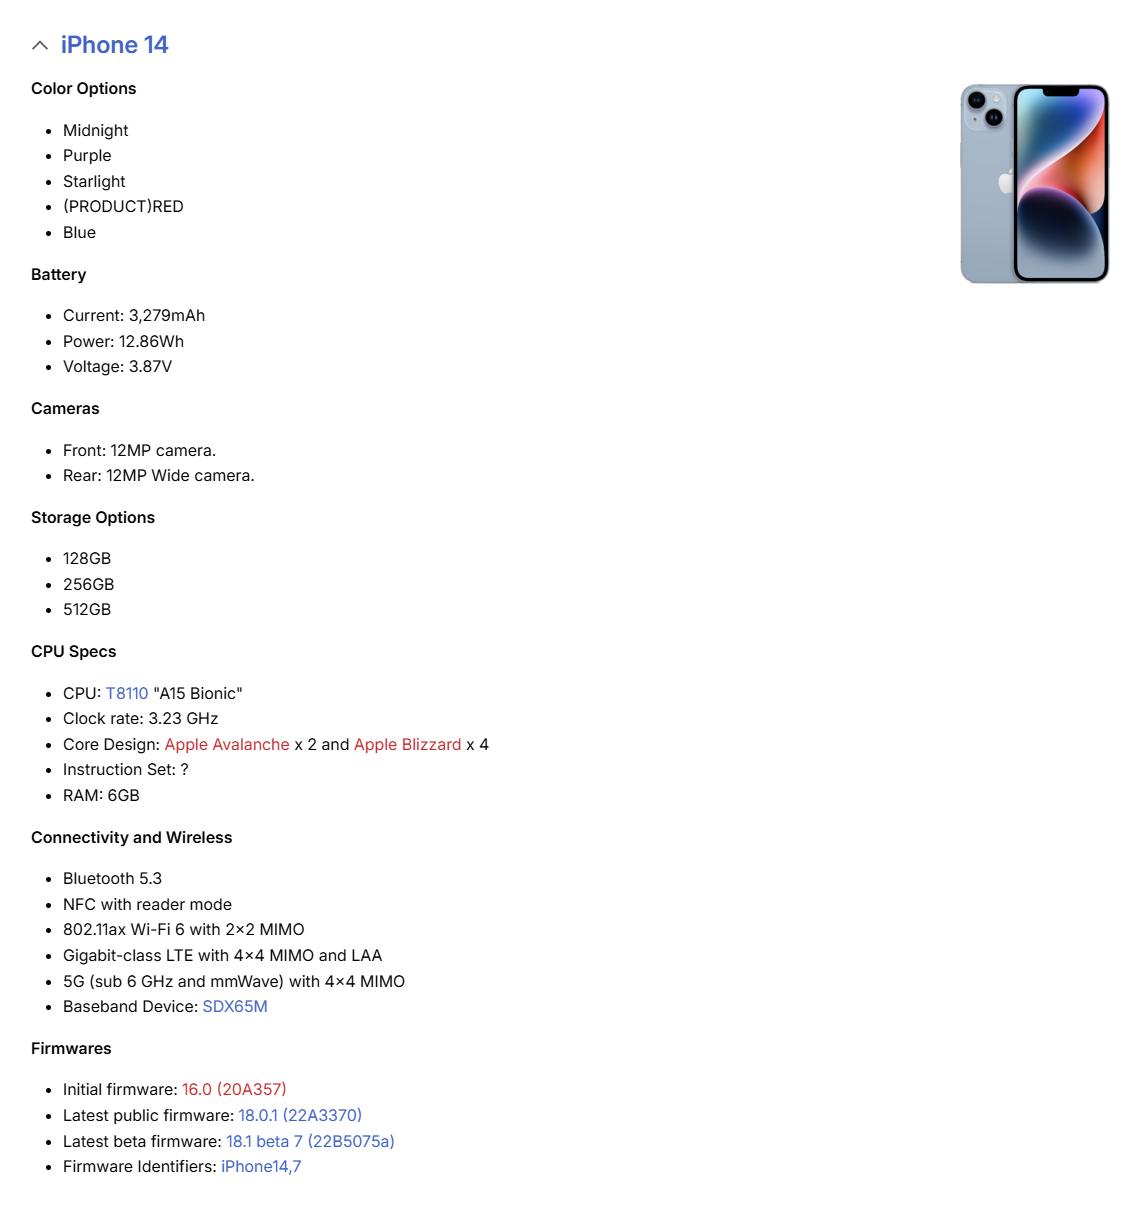 iPhone 14
Color Options
Midnight
Purple
Starlight
(PRODUCT)RED
Blue
Battery
Current: 3,279mAh
Power: 12.86Wh
Voltage: 3.87V
Cameras
Front: 12MP camera.
Rear: 12MP Wide camera.
Storage Options
128GB
256GB
512GB
CPU Specs
CPU: T8110 "A15 Bionic"
Clock rate: 3.23 GHz
Core Design: Apple Avalanche x 2 and Apple Blizzard x 4
Instruction Set: ?
RAM: 6GB
Connectivity and Wireless
Bluetooth 5.3
NFC with reader mode
802.11ax Wi-Fi 6 with 2×2 MIMO
Gigabit-class LTE with 4×4 MIMO and LAA
5G (sub 6 GHz and mmWave) with 4×4 MIMO
Baseband Device: SDX65M
Firmwares
Initial firmware: 16.0 (20A357)
Latest public firmware: 18.0.1 (22A3370)
Latest beta firmware: 18.1 beta 7 (22B5075a)
Firmware Identifiers: iPhone14,7